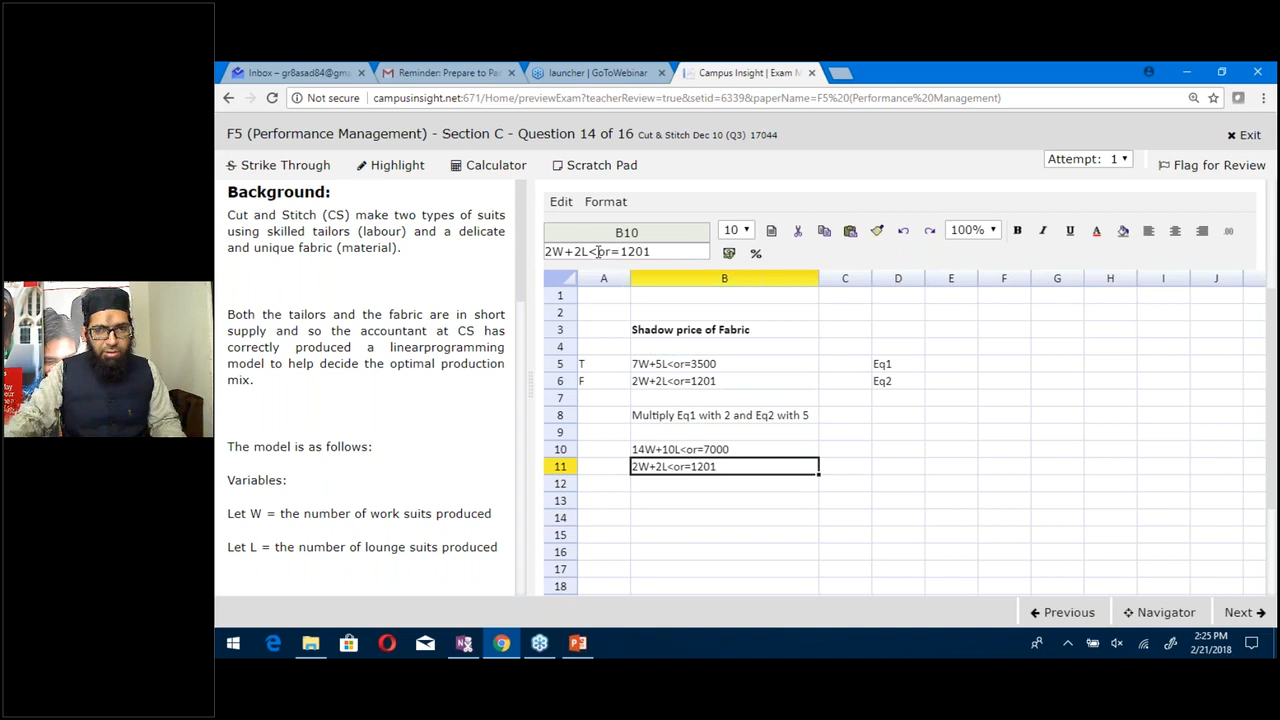 Inbox – gr8asad84@gma
Reminder: Prepare to Pa
launcher | GoToWebinar
Campus Insight | Exam M
Not secure
campusinsight.net:671/Home/previewExam?teacherReview=true&setid=6339&paperName=F5%20(Performance%20Management)
F5 (Performance Management) - Section C - Question 14 of 16 Cut & Stitch Dec 10 (Q3) 17044
Exit
Strike Through
Highlight
Calculator
Scratch Pad
Attempt: 1
Flag for Review
Background:
Cut and Stitch (CS) make two types of suits
using skilled tailors (labour) and a delicate
and unique fabric (material).
Both the tailors and the fabric are in short
supply and so the accountant at CS has
correctly produced a linearprogramming
model to help decide the optimal production
mix.
The model is as follows:
Variables:
Let W = the number of work suits produced
Let L = the number of lounge suits produced
Edit Format
B10
10
100%
B I U A
.00
2W+2L<or=1201
%
A B C D E F G H I J
1
2
3 Shadow price of Fabric
4
5 T 7W+5L<or=3500 Eq1
6 F 2W+2L<or=1201 Eq2
7
8 Multiply Eq1 with 2 and Eq2 with 5
9
10 14W+10L<or=7000
11 2W+2L<or=1201
12
13
14
15
16
17
18
Previous
Navigator
Next
2:25 PM
2/21/2018